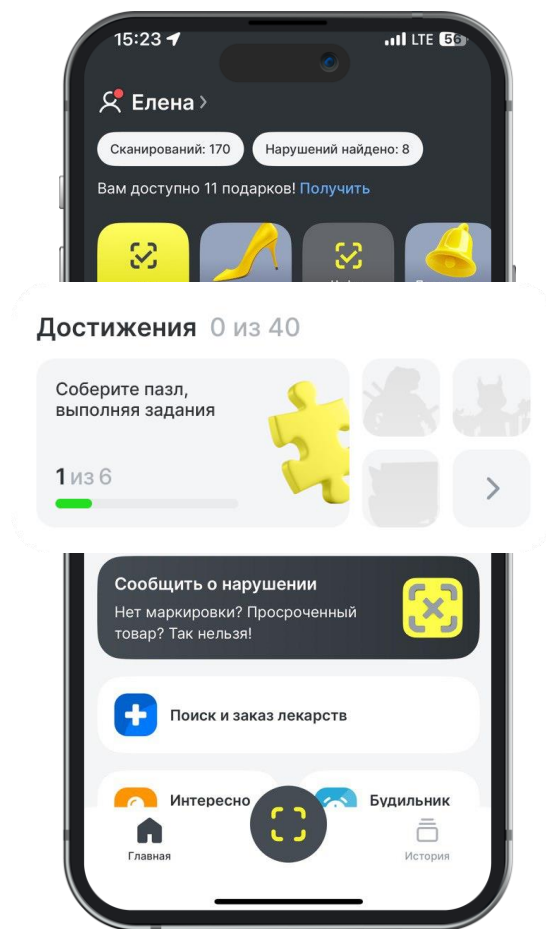 15:23
LTE 56
Елена
Сканирований: 170 Нарушений найдено: 8
Вам доступно 11 подарков! Получить
Достижения 0 из 40
Соберите пазл,
выполняя задания
1 из 6
Сообщить о нарушении
Нет маркировки? Просроченный
товар? Так нельзя!
Поиск и заказ лекарств
Интересно Будильник
Главная История